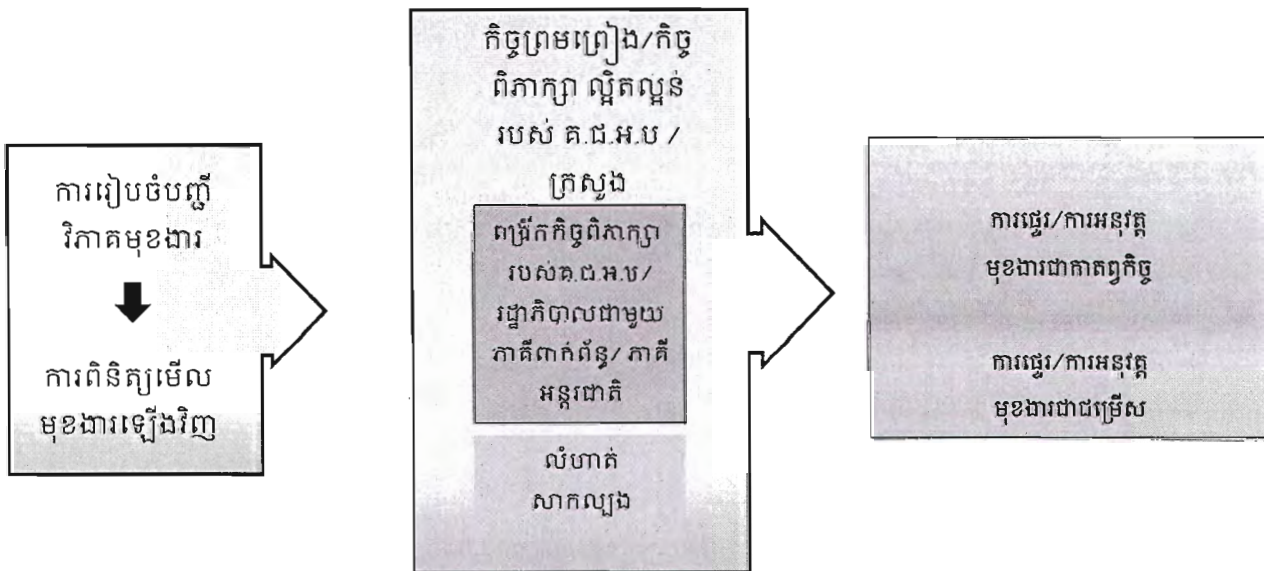 ការរៀបចំបញ្ជី
វិភាគមុខងារ
ការពិនិត្យមើល
មុខងារឡើងវិញ
កិច្ចព្រមព្រៀង/កិច្ច
ពិភាក្សា ល្អិតល្អន់
របស់ គ.ជ.អ.ប /
ក្រសួង
ពង្រីកកិច្ចពិភាក្សា
របស់គ.ជ.អ.ប/
រដ្ឋាភិបាលជាមួយ
ភាគីពាក់ព័ន្ធ/ ភាគី
អន្តរជាតិ
លំហាត់
សាកល្បង
ការផ្ទេរ/ការអនុវត្ត
មុខងារជាកាតព្វកិច្ច
ការផ្ទេរ/ការអនុវត្ត
មុខងារជាជម្រើស